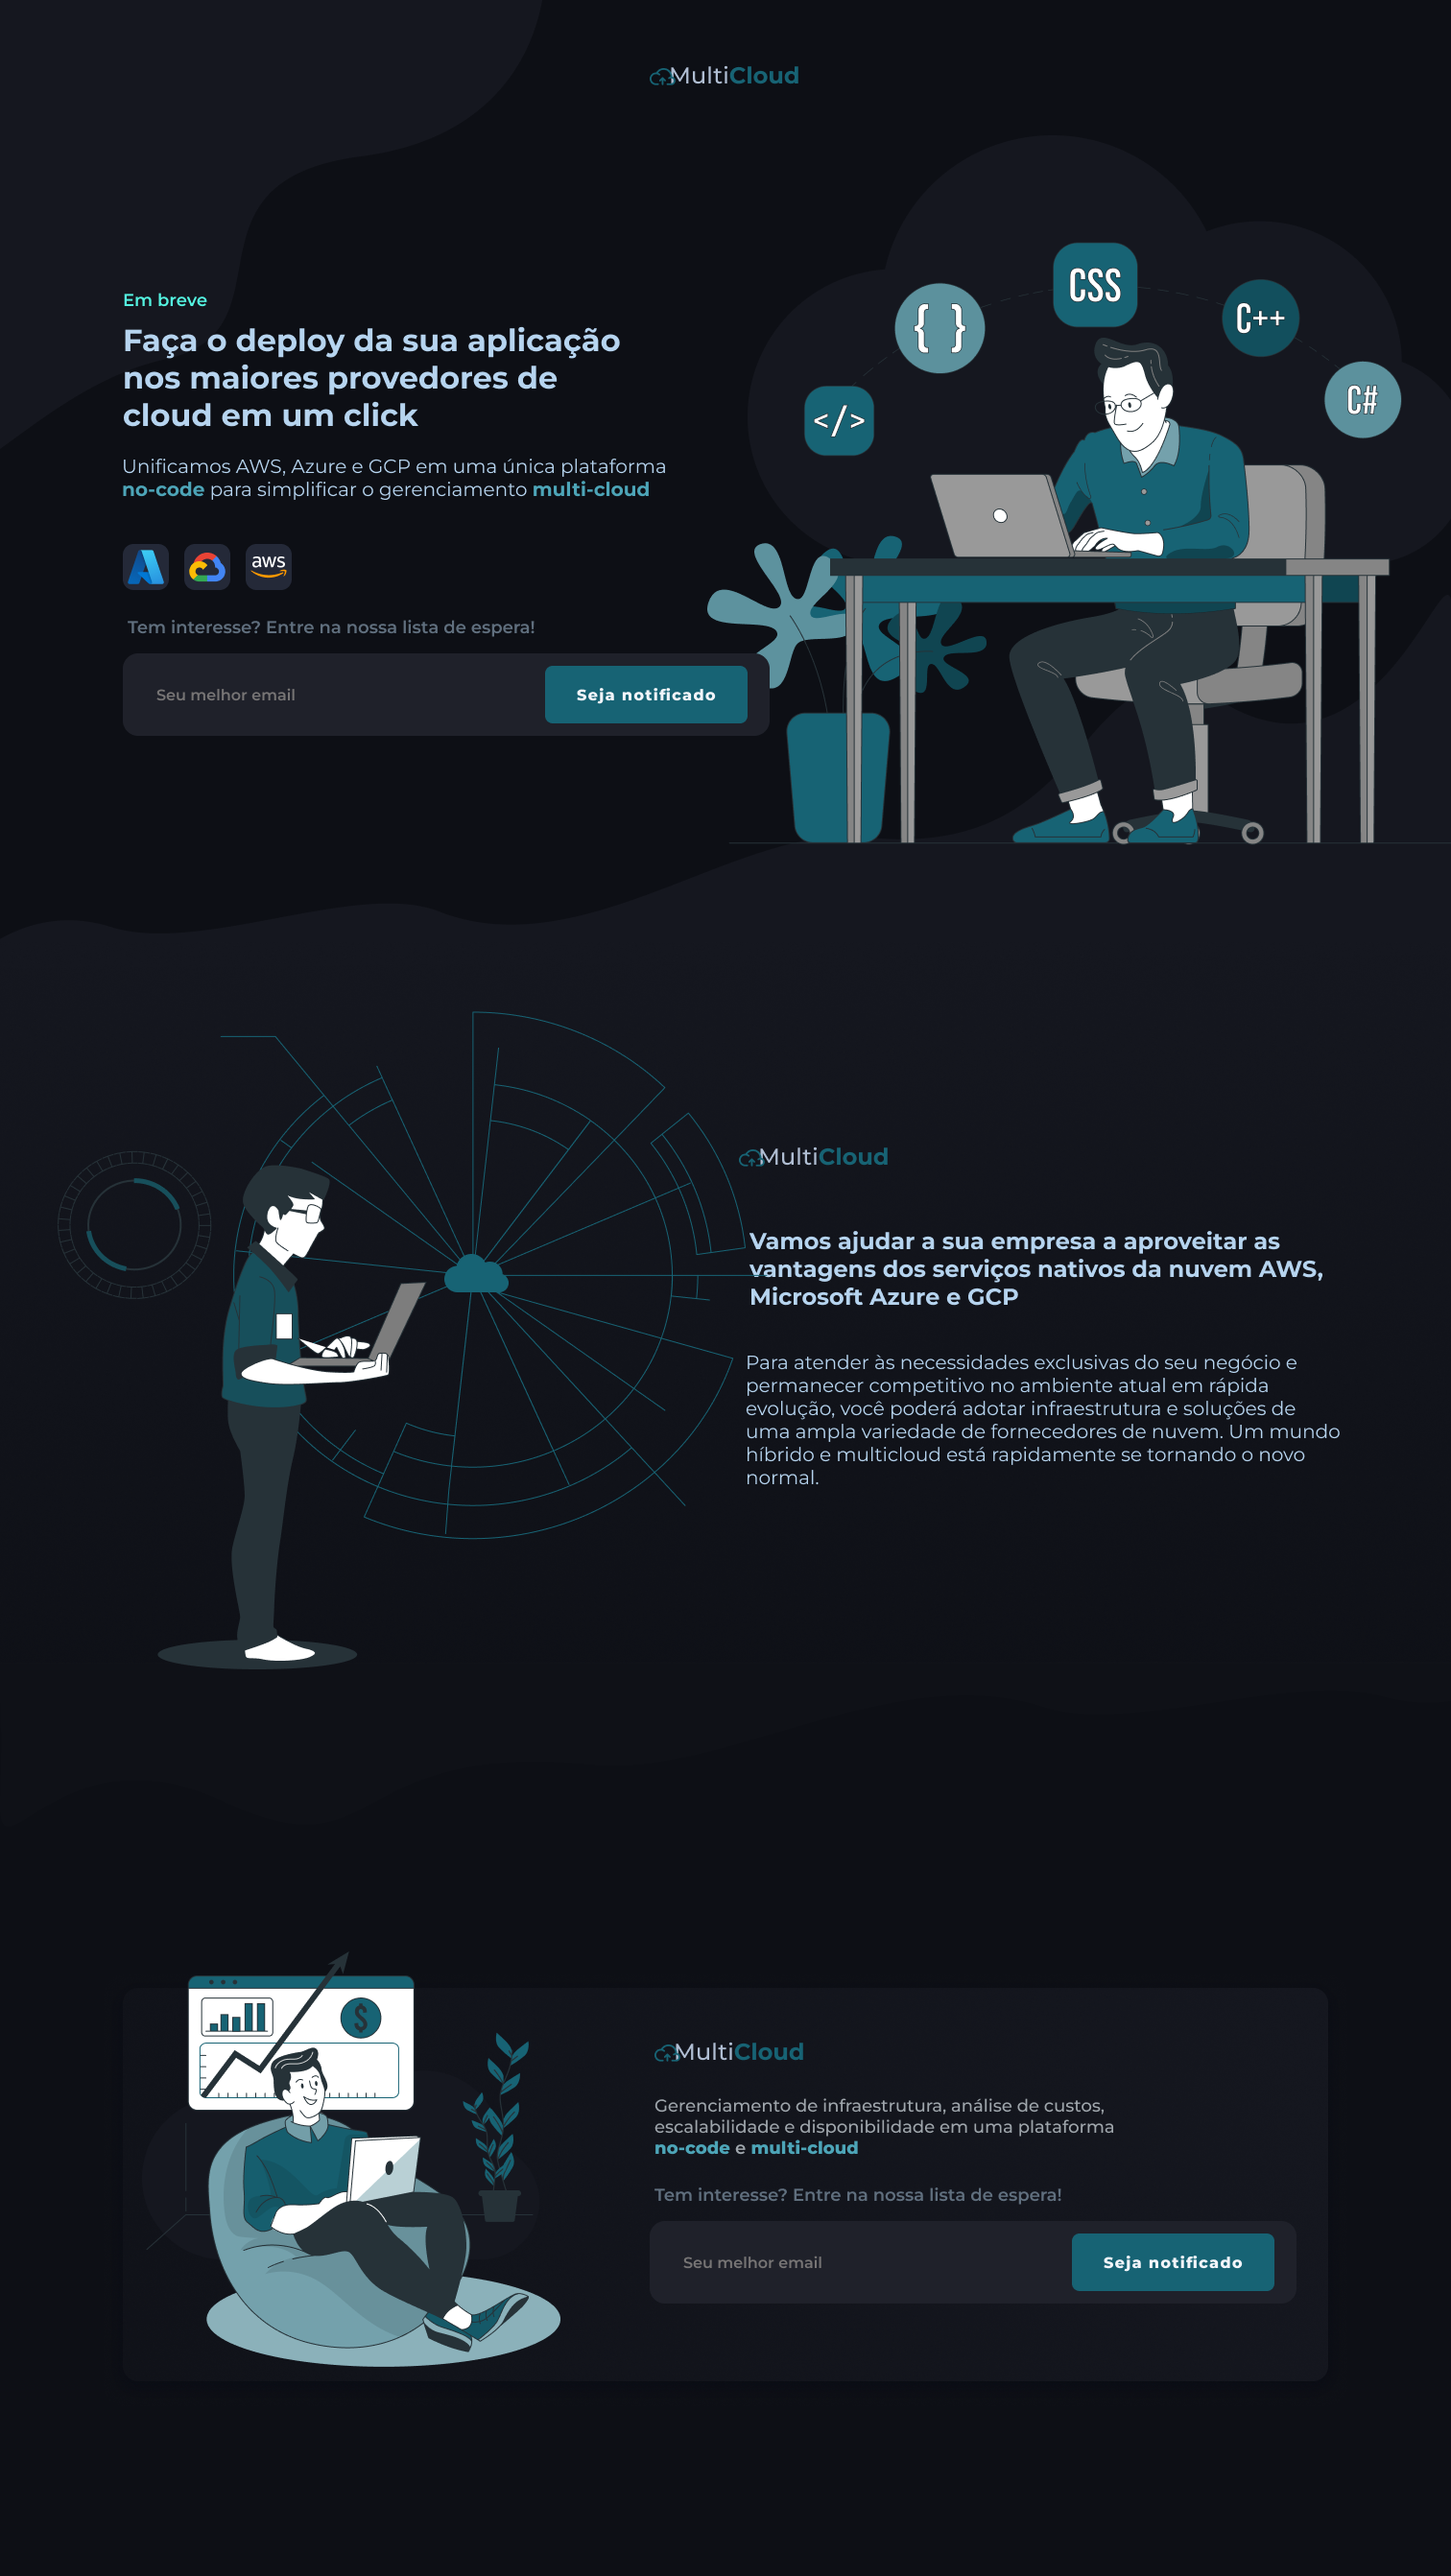 MultiCloud
Em breve
Faça o deploy da sua aplicação
nos maiores provedores de
cloud em um click
Unificamos AWS, Azure e GCP em uma única plataforma
no-code para simplificar o gerenciamento multi-cloud
aws
Tem interesse? Entre na nossa lista de espera!
Seu melhor email
Seja notificado
</>
{ }
CSS
C++
C#
MultiCloud
Vamos ajudar a sua empresa a aproveitar as
vantagens dos serviços nativos da nuvem AWS,
Microsoft Azure e GCP
Para atender às necessidades exclusivas do seu negócio e
permanecer competitivo no ambiente atual em rápida
evolução, você poderá adotar infraestrutura e soluções de
uma ampla variedade de fornecedores de nuvem. Um mundo
híbrido e multicloud está rapidamente se tornando o novo
normal.
$
MultiCloud
Gerenciamento de infraestrutura, análise de custos,
escalabilidade e disponibilidade em uma plataforma
no-code e multi-cloud
Tem interesse? Entre na nossa lista de espera!
Seu melhor email
Seja notificado